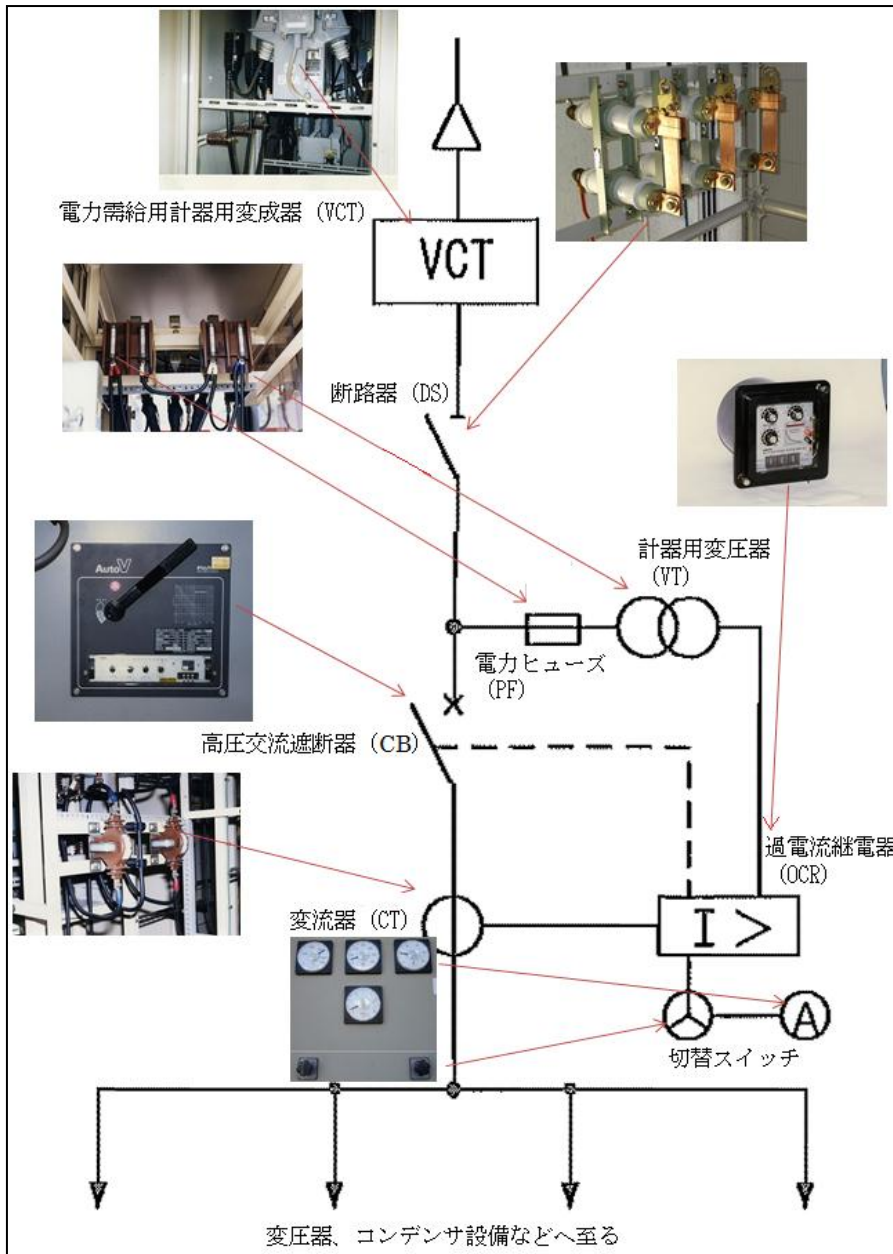 電力需給用計器用変成器 (VCT)
VCT
断路器 (DS)
計器用変圧器
(VT)
Auto V
電力ヒューズ
(PF)
高圧交流遮断器 (CB)
過電流継電器
(OCR)
変流器 (CT)
I >
A
切替スイッチ
変圧器、コンデンサ設備などへ至る